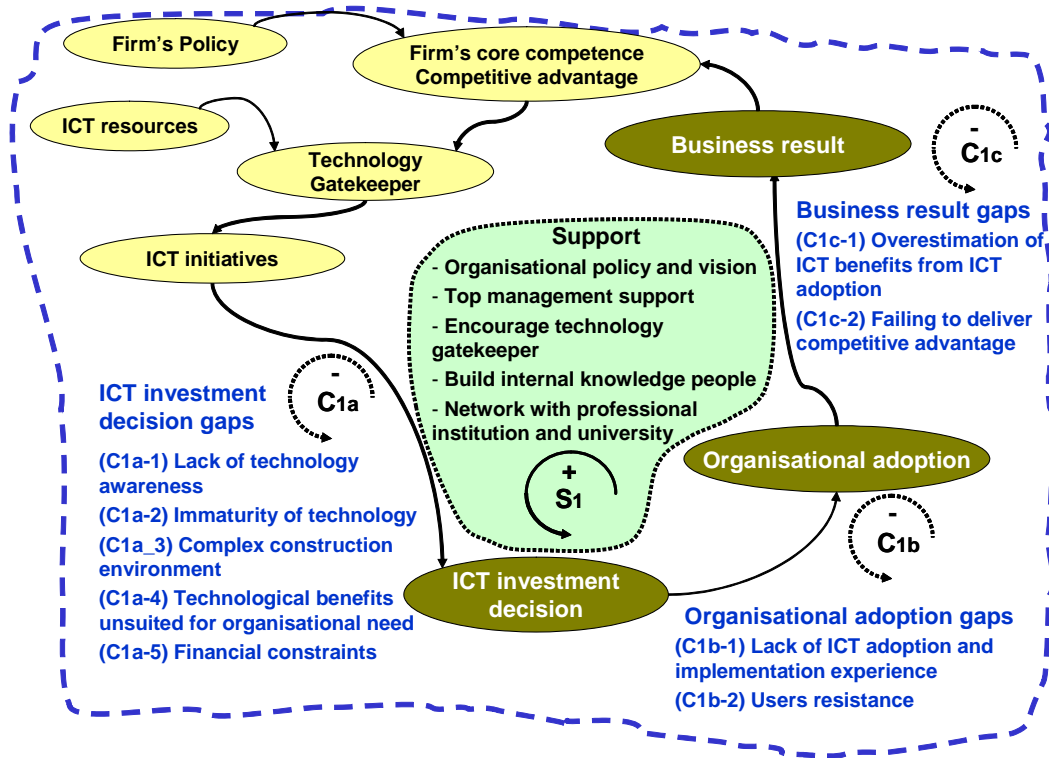 Firm's Policy
Firm's core competence
Competitive advantage
ICT resources
Technology
Gatekeeper
ICT initiatives
Business result
-
C1c
Business result gaps
(C1c-1) Overestimation of
ICT benefits from ICT
adoption
(C1c-2) Failing to deliver
competitive advantage
Support
- Organisational policy and vision
- Top management support
- Encourage technology
gatekeeper
- Build internal knowledge people
- Network with professional
institution and university
+
S1
-
C1a
ICT investment
decision gaps
(C1a-1) Lack of technology
awareness
(C1a-2) Immaturity of technology
(C1a_3) Complex construction
environment
(C1a-4) Technological benefits
unsuited for organisational need
(C1a-5) Financial constraints
Organisational adoption
-
C1b
ICT investment
decision
Organisational adoption gaps
(C1b-1) Lack of ICT adoption and
implementation experience
(C1b-2) Users resistance